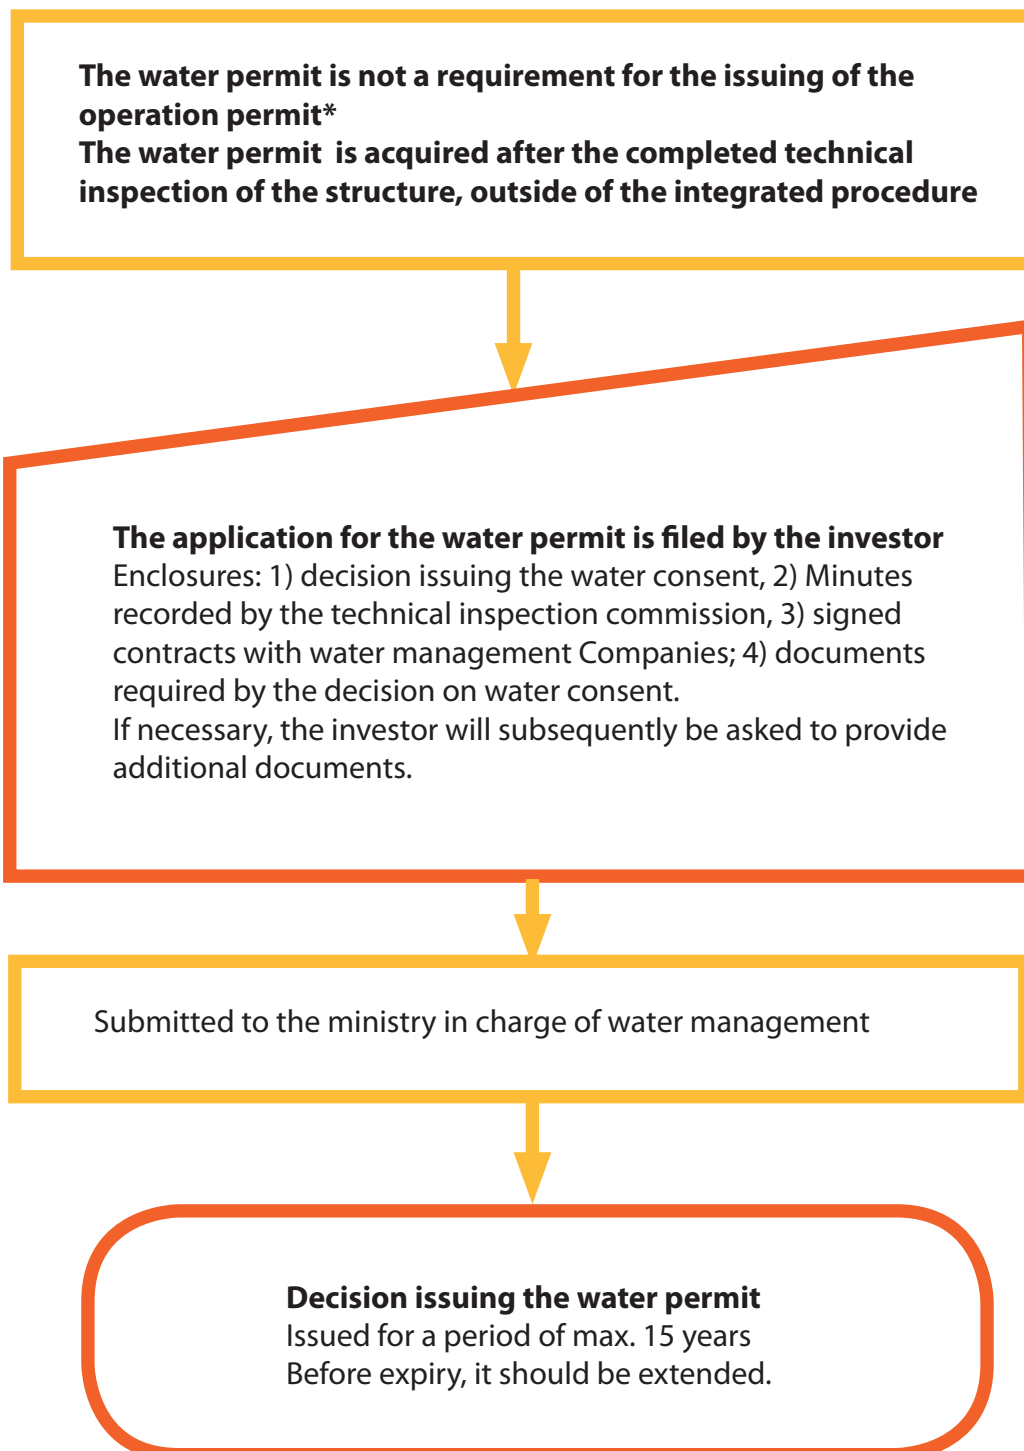 The water permit is not a requirement for the issuing of the
operation permit*
The water permit is acquired after the completed technical
inspection of the structure, outside of the integrated procedure
The application for the water permit is filed by the investor
Enclosures: 1) decision issuing the water consent, 2) Minutes
recorded by the technical inspection commission, 3) signed
contracts with water management Companies; 4) documents
required by the decision on water consent.
If necessary, the investor will subsequently be asked to provide
additional documents.
Submitted to the ministry in charge of water management
Decision issuing the water permit
Issued for a period of max. 15 years
Before expiry, it should be extended.